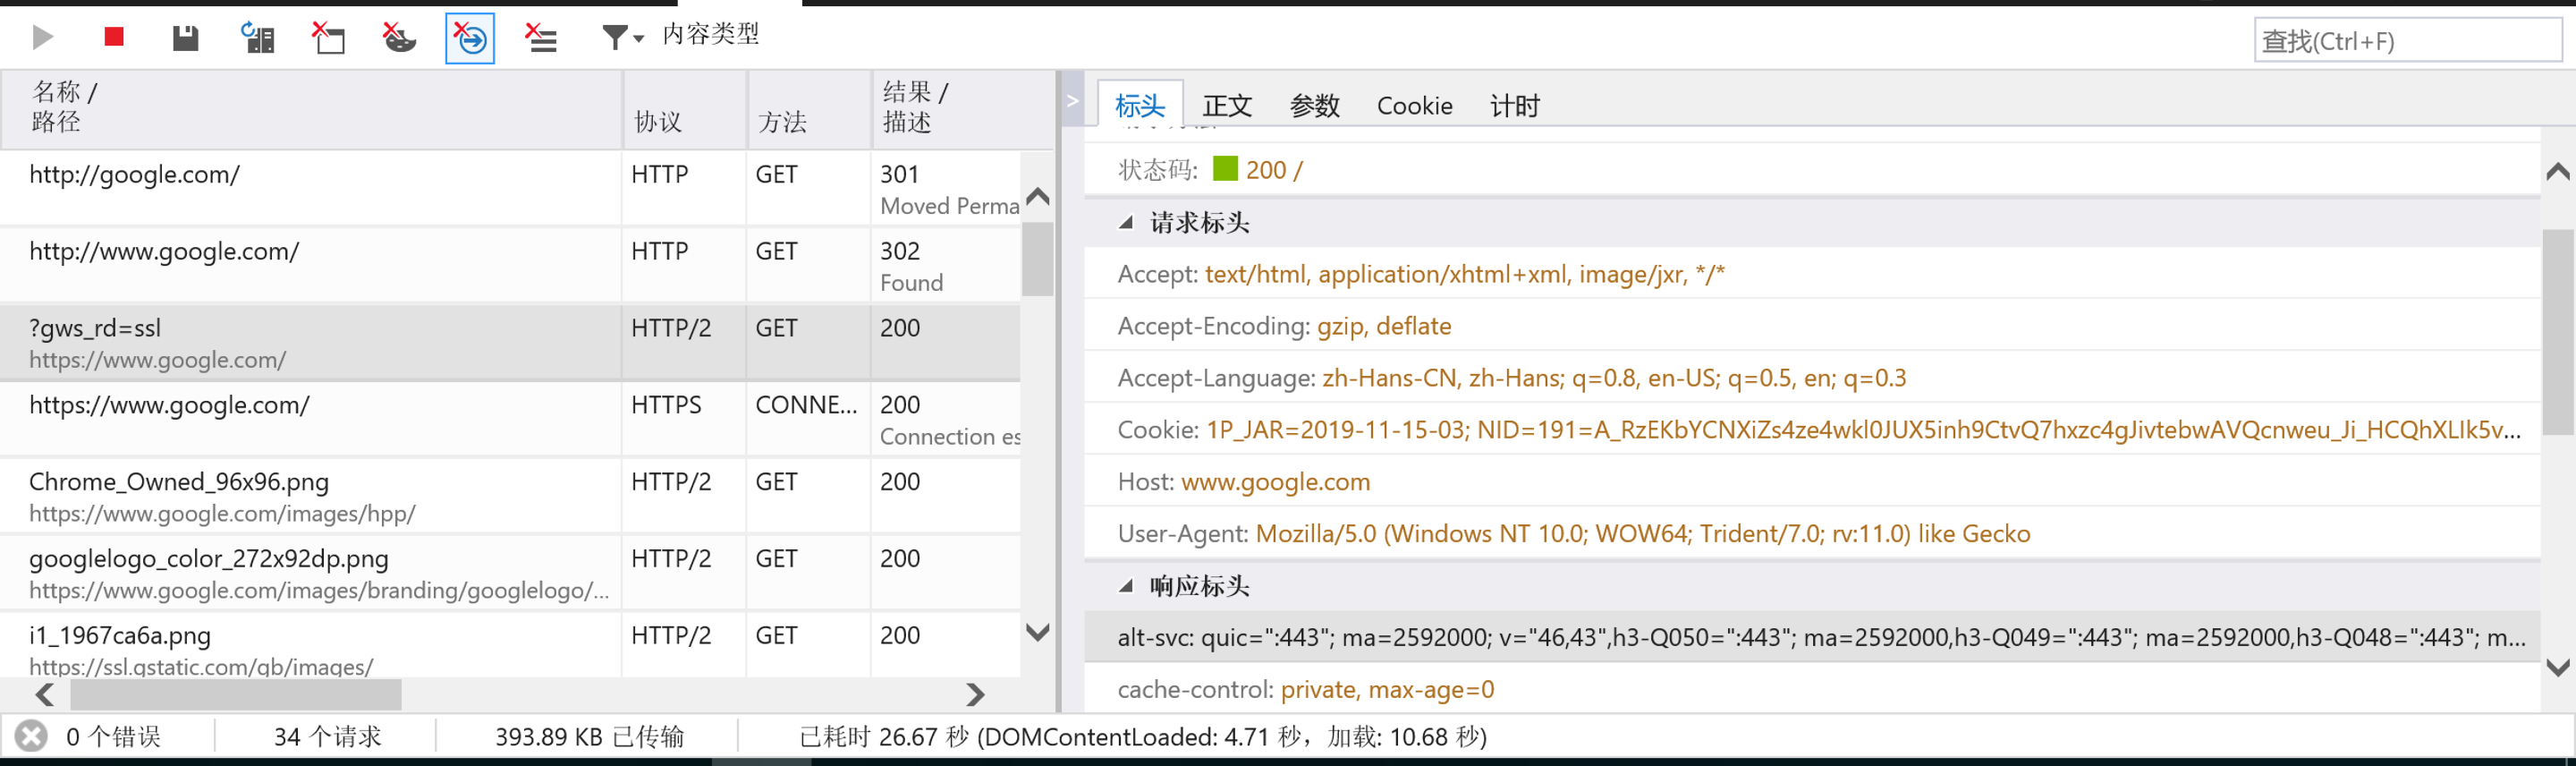 内容类型
查找(Ctrl+F)
名称 /
路径
协议
方法
结果 /
描述
http://google.com/
HTTP
GET
301
Moved Perma
http://www.google.com/
HTTP
GET
302
Found
?gws_rd=ssl
https://www.google.com/
HTTP/2
GET
200
https://www.google.com/
HTTPS
CONNE...
200
Connection es
Chrome_Owned_96x96.png
https://www.google.com/images/hpp/
HTTP/2
GET
200
googlelogo_color_272x92dp.png
https://www.google.com/images/branding/googlelogo/...
HTTP/2
GET
200
i1_1967ca6a.png
https://ssl.gstatic.com/gb/images/
HTTP/2
GET
200
标头
正文
参数
Cookie
计时
状态码: 200 /
请求标头
Accept: text/html, application/xhtml+xml, image/jxr, */*
Accept-Encoding: gzip, deflate
Accept-Language: zh-Hans-CN, zh-Hans; q=0.8, en-US; q=0.5, en; q=0.3
Cookie: 1P_JAR=2019-11-15-03; NID=191=A_RzEKbYCNXiZs4ze4wkl0JUX5inh9CtvQ7hxzc4gJivtebwAVQcnweu_Ji_HCQhXLIk5v...
Host: www.google.com
User-Agent: Mozilla/5.0 (Windows NT 10.0; WOW64; Trident/7.0; rv:11.0) like Gecko
响应标头
alt-svc: quic=":443"; ma=2592000; v="46,43",h3-Q050=":443"; ma=2592000,h3-Q049=":443"; ma=2592000,h3-Q048=":443"; m...
cache-control: private, max-age=0
0 个错误
34 个请求
393.89 KB 已传输
已耗时 26.67 秒 (DOMContentLoaded: 4.71 秒，加载: 10.68 秒)